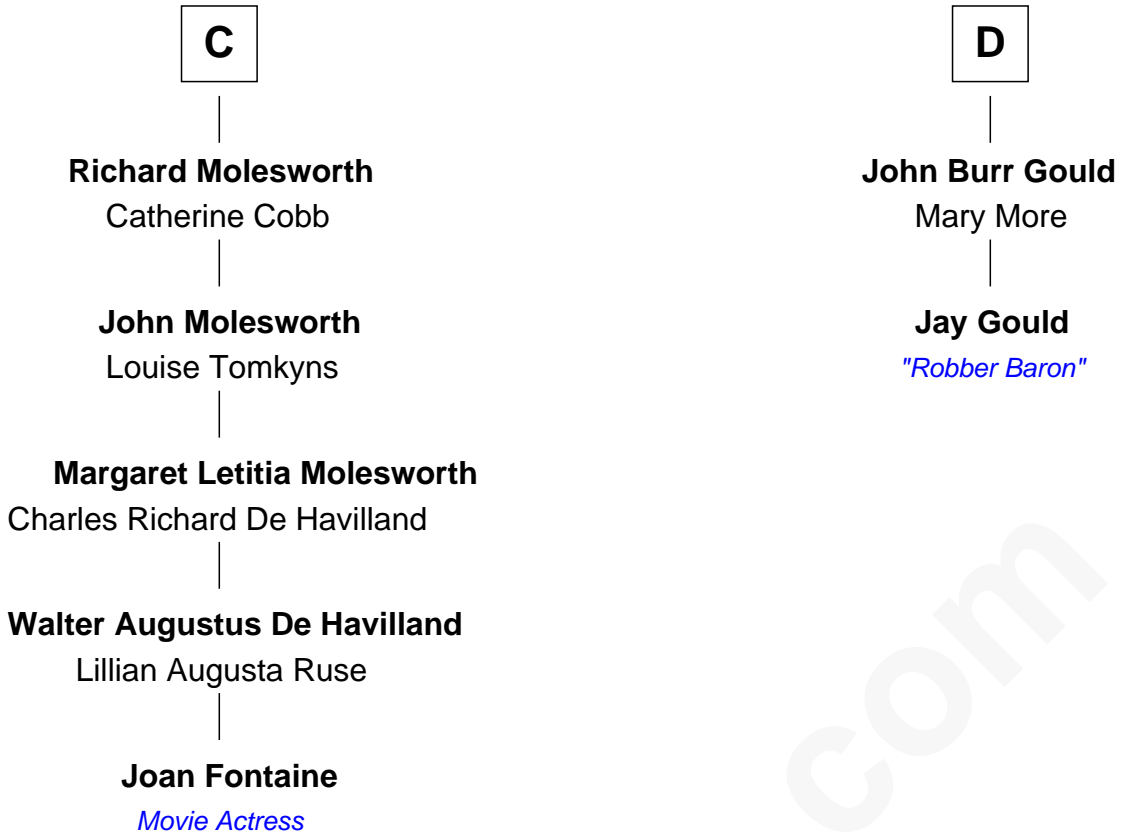 C
Richard Molesworth
Catherine Cobb
John Molesworth
Louise Tomkyns
Margaret Letitia Molesworth
Charles Richard De Havilland
Walter Augustus De Havilland
Lillian Augusta Ruse
Joan Fontaine
Movie Actress
D
John Burr Gould
Mary More
Jay Gould
"Robber Baron"
com